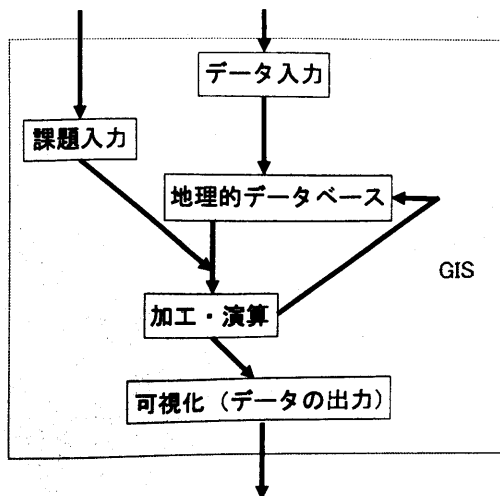 データ入力
課題入力
地理的データベース
GIS
加工・演算
可視化（データの出力）